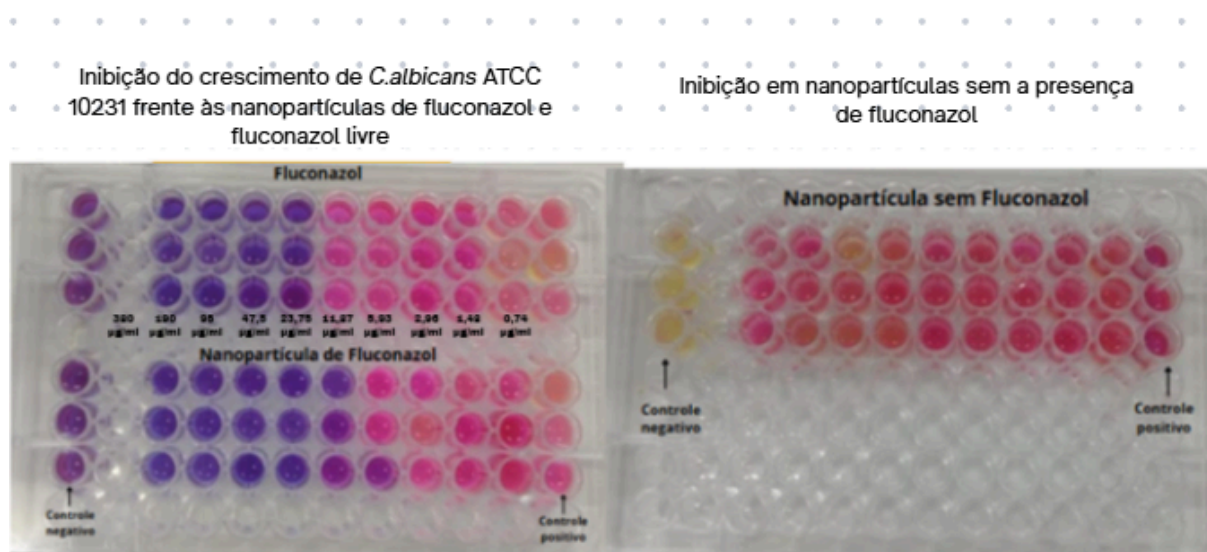 Inibição do crescimento de C.albicans ATCC
10231 frente às nanopartículas de fluconazol e
fluconazol livre
Inibição em nanopartículas sem a presença
de fluconazol
Fluconazol
380 190 95 47,5 23,75 11,87 5,93 2,96 1,48 0,74
µg/ml µg/ml µg/ml µg/ml µg/ml µg/ml µg/ml µg/ml µg/ml µg/ml
Nanopartícula de Fluconazol
Controle
negativo
Controle
positivo
Nanopartícula sem Fluconazol
Controle
negativo
Controle
positivo